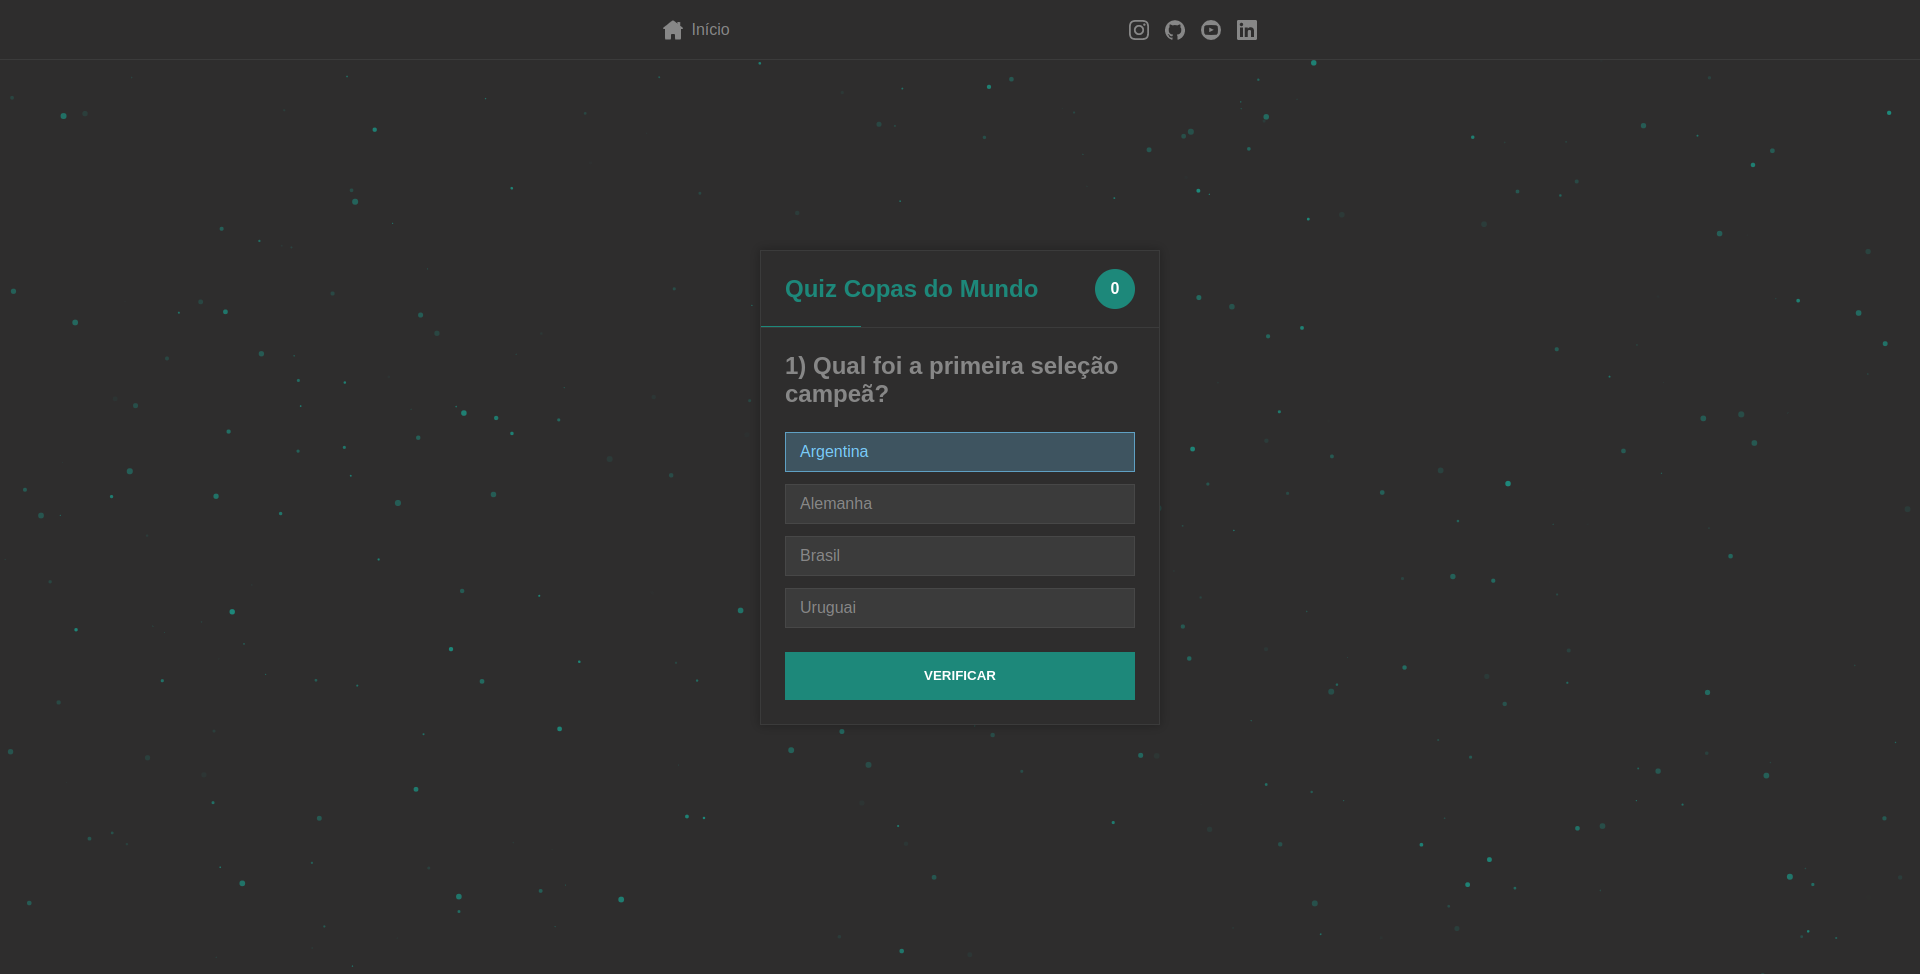 Início
Quiz Copas do Mundo
0
1) Qual foi a primeira seleção
campeã?
Argentina
Alemanha
Brasil
Uruguai
VERIFICAR